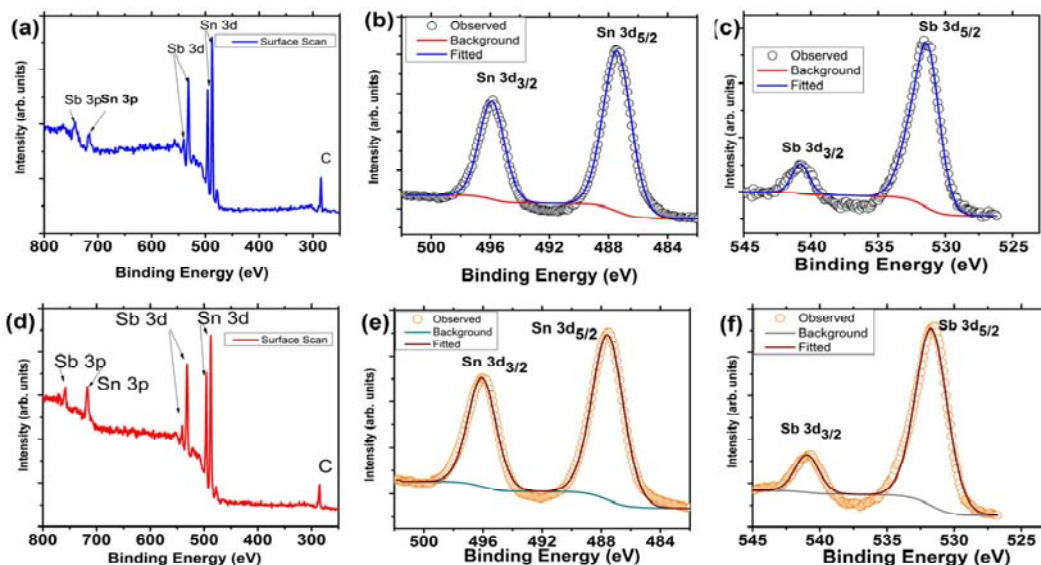 (a)
Sn 3d
Surface Scan
Sb 3d
Sb 3p
Sn 3p
C
Intensity (arb. units)
800 700 600 500 400 300
Binding Energy (eV)
(b)
Observed
Background
Fitted
Sn 3d5/2
Sn 3d3/2
Intensity (arb. units)
500 496 492 488 484
Binding Energy (eV)
(c)
Sb 3d5/2
Observed
Background
Fitted
Sb 3d3/2
Intensity (arb. units)
545 540 535 530 525
Binding Energy (eV)
(d)
Sb 3d
Sn 3d
Surface Scan
Sb 3p
Sn 3p
C
Intensity (arb. units)
800 700 600 500 400 300
Binding Energy (eV)
(e)
Observed
Background
Fitted
Sn 3d5/2
Sn 3d3/2
Intensity (arb. units)
500 496 492 488 484
Binding Energy (eV)
(f)
Observed
Background
Fitted
Sb 3d5/2
Sb 3d3/2
Intensity (arb. units)
545 540 535 530 525
Binding Energy (eV)